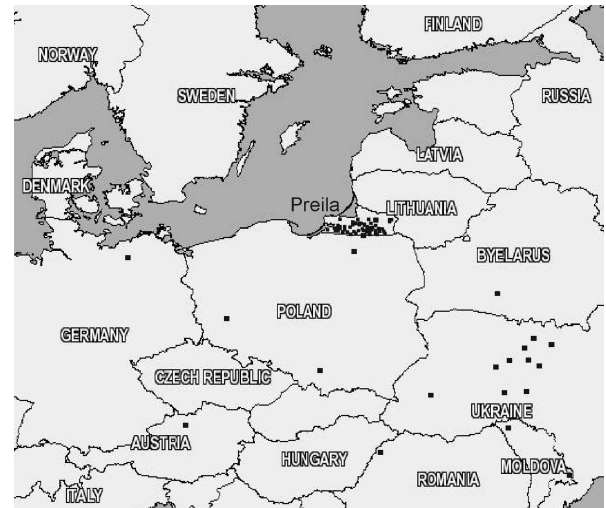 FINLAND
NORWAY
SWEDEN
RUSSIA
LATVIA
DENMARK
Preila
LITHUANIA
BYELARUS
POLAND
GERMANY
CZECH REPUBLIC
UKRAINE
AUSTRIA
HUNGARY
MOLDOVA
ROMANIA
ITALY